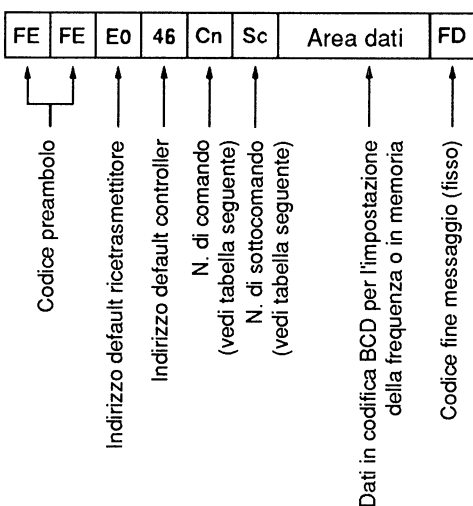 FE FE E0 46 Cn Sc Area dati FD
Codice preambolo
Indirizzo default ricetrasmettitore
Indirizzo default controller
N. di comando
(vedi tabella seguente)
N. di sottocomando
(vedi tabella seguente)
Dati in codifica BCD per l'impostazione
della frequenza o in memoria
Codice fine messaggio (fisso)